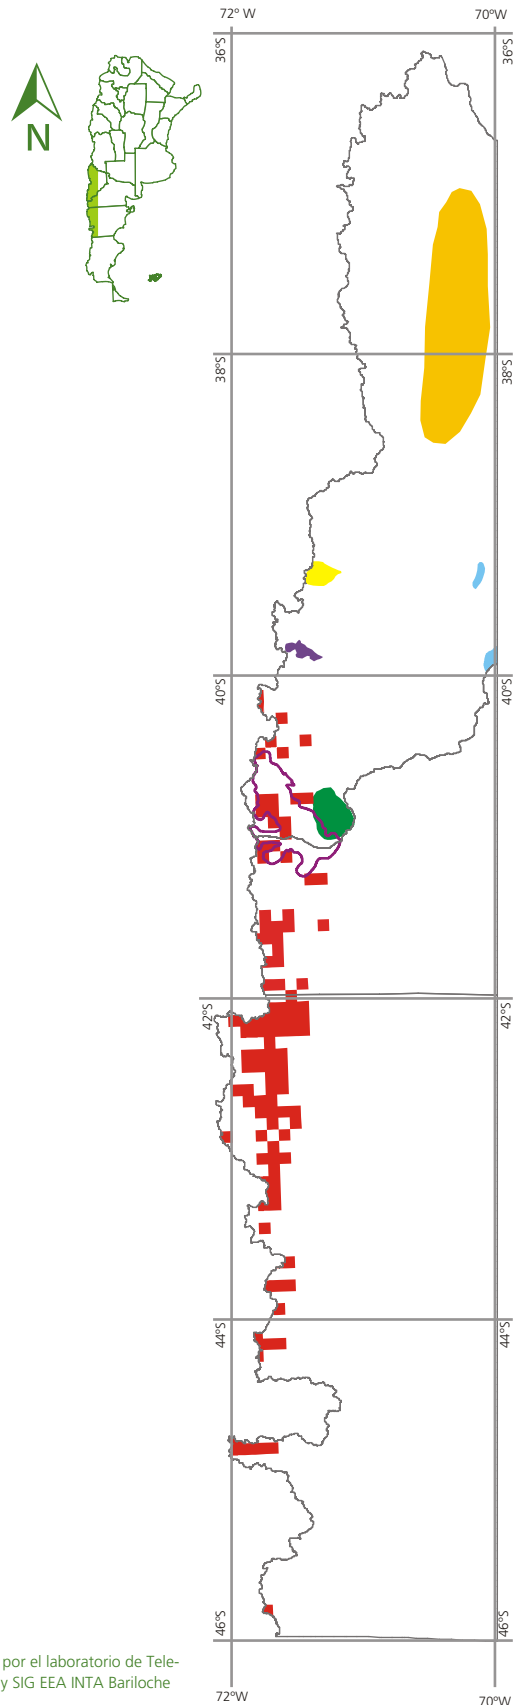 72° W 70°W
36°S 36°S
N
38°S 38°S
40°S 40°S
42°S 42°S
44°S 44°S
46°S 46°S
por el laboratorio de Tele-
y SIG EEA INTA Bariloche
72°W 70°W